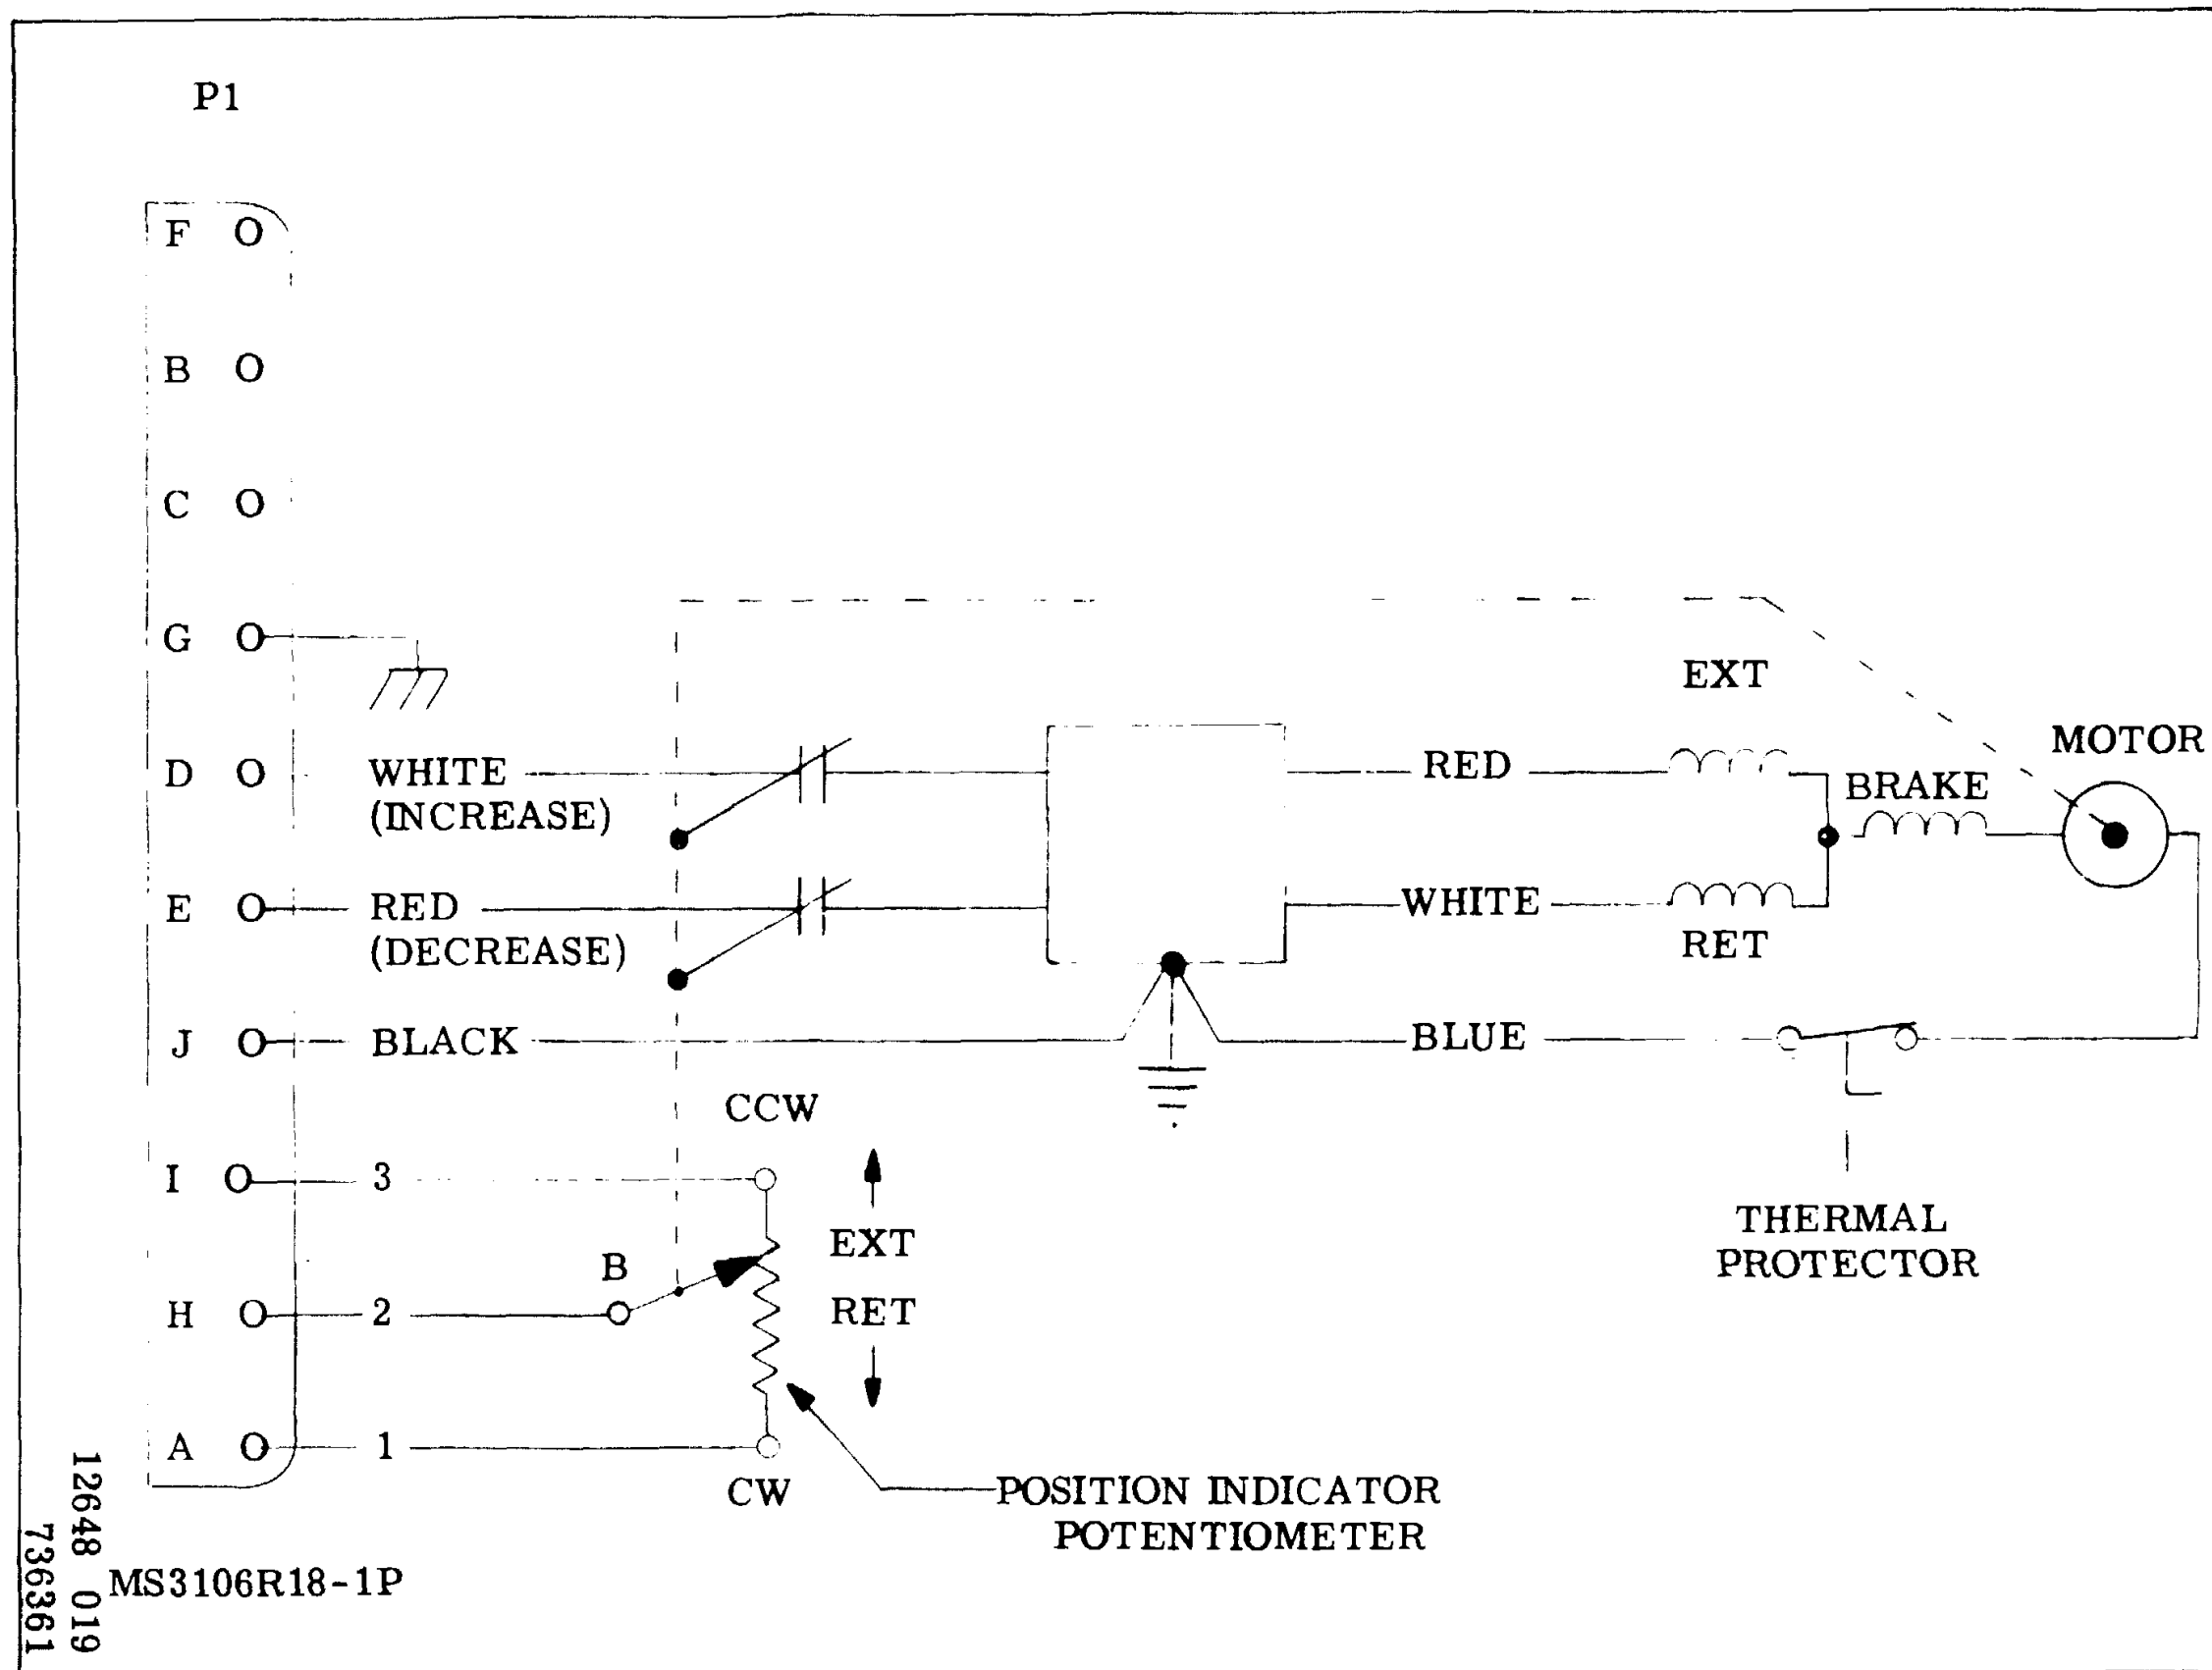 P1
F
B
C
G
EXT
MOTOR
D WHITE RED
(INCREASE)
BRAKE
E RED WHITE
(DECREASE)
RET
J BLACK BLUE
CCW
I 3
THERMAL
PROTECTOR
EXT
B
H 2
RET
A 1
CW
POSITION INDICATOR
POTENTIOMETER
MS3106R18-1P
12648 019
736361